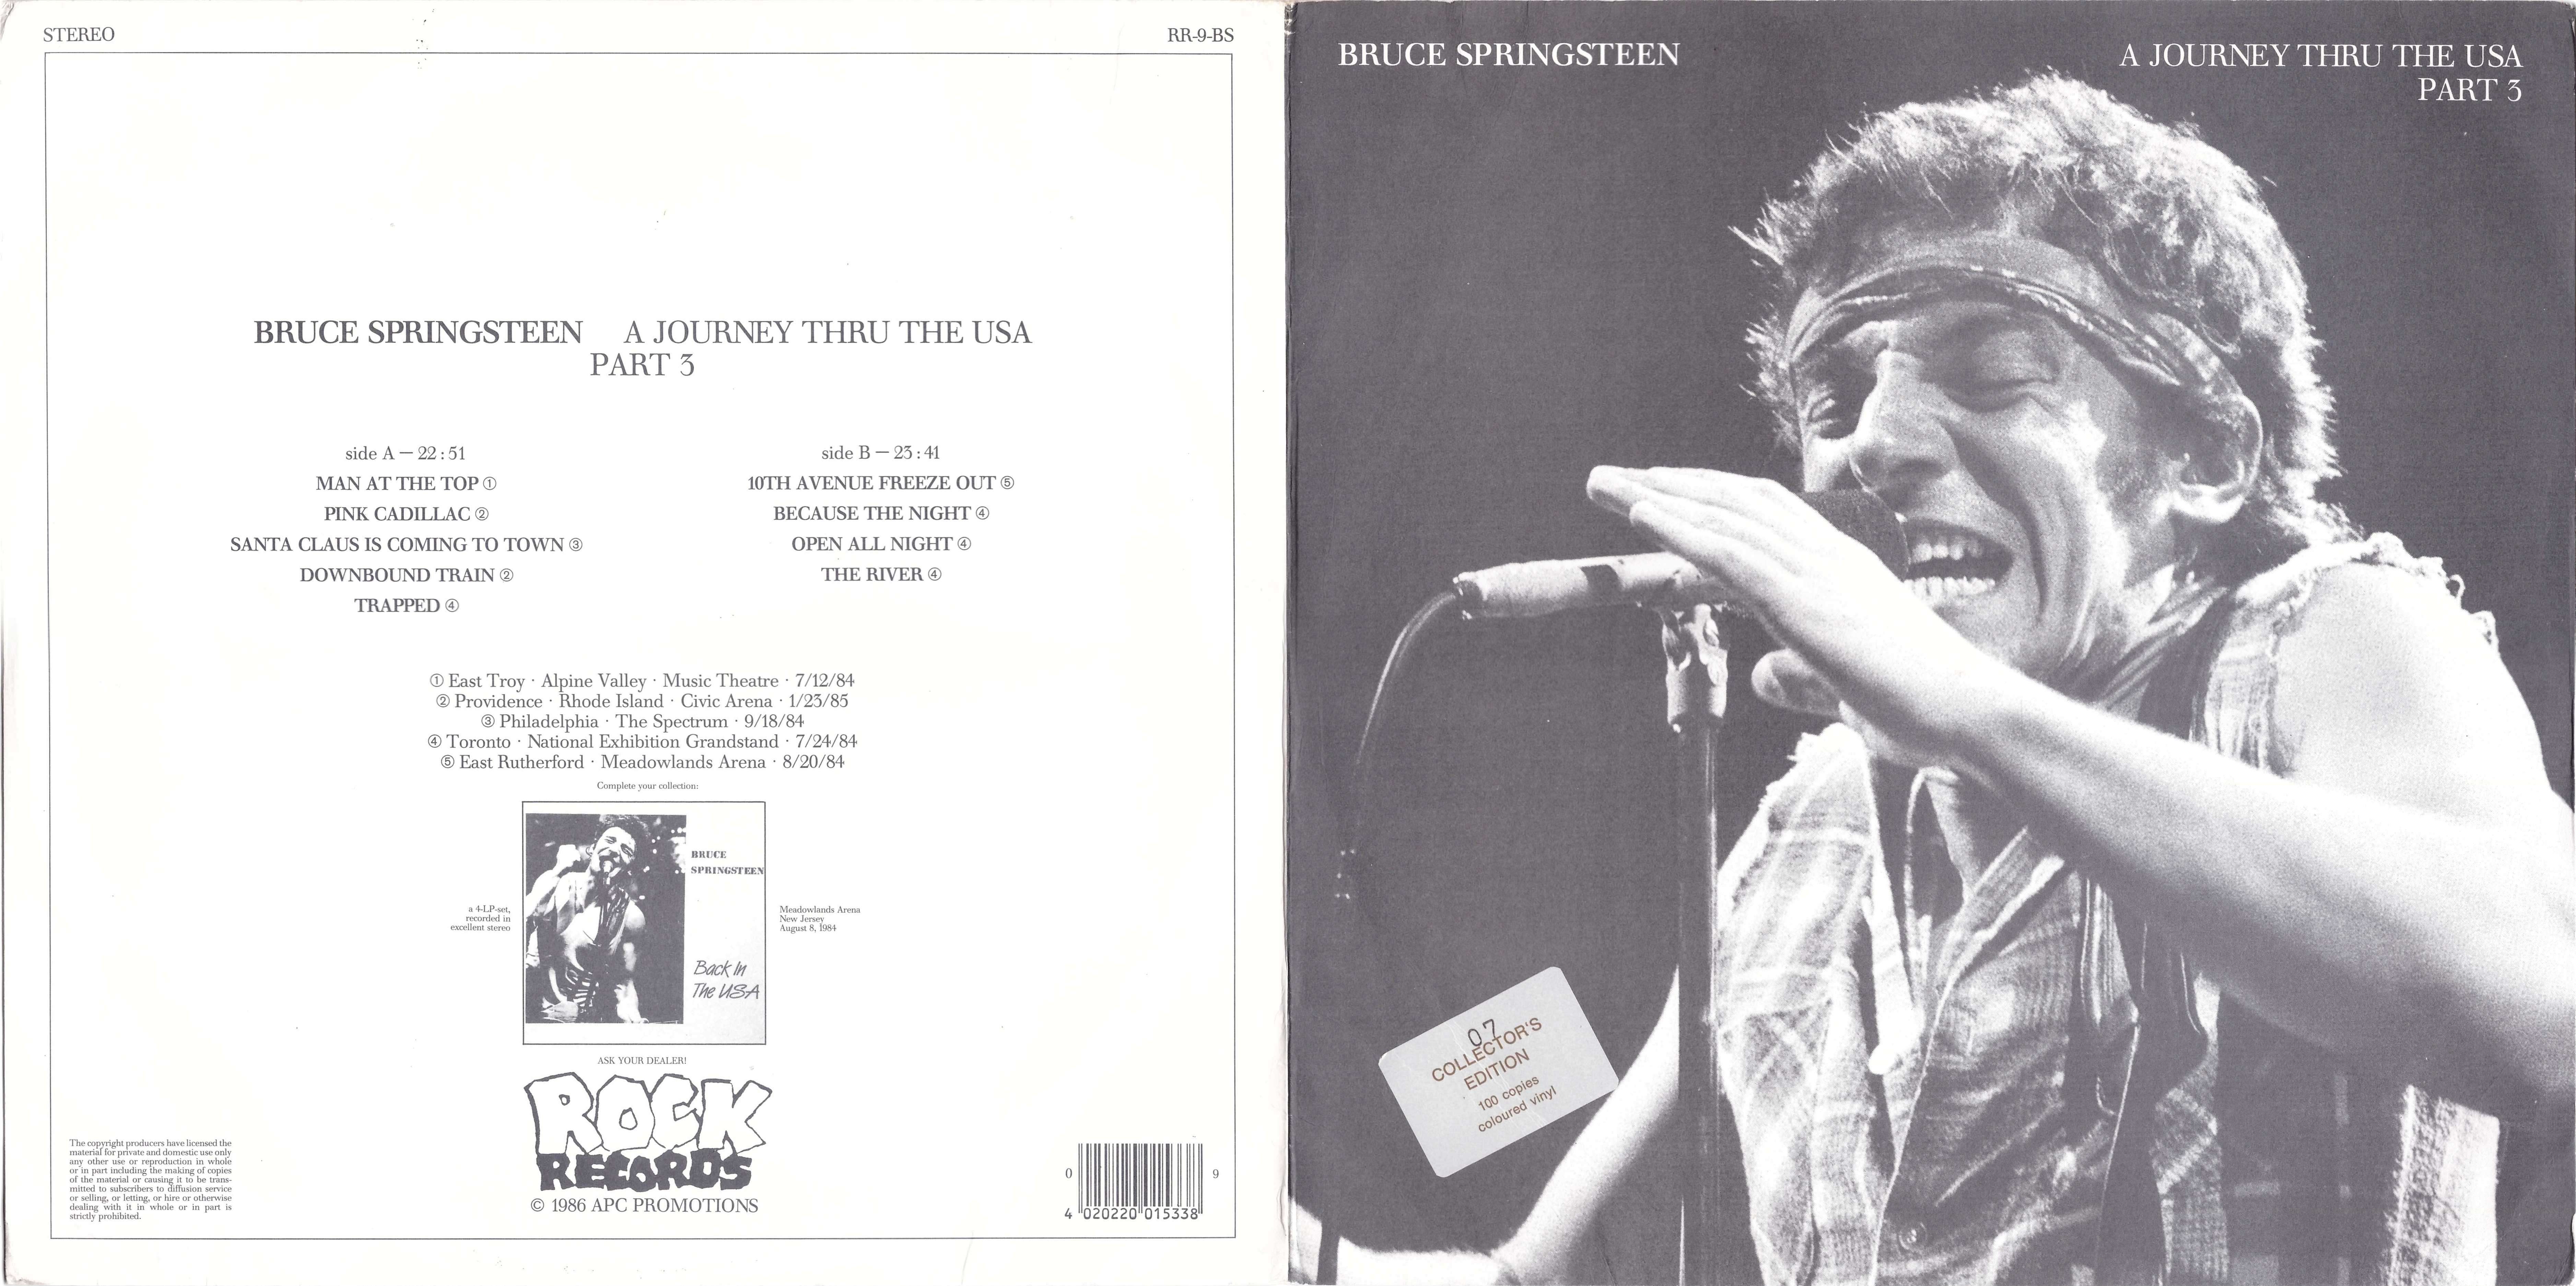 STEREO
RR-9-BS
BRUCE SPRINGSTEEN A JOURNEY THRU THE USA
PART 3
side A — 22 : 51
MAN AT THE TOP ①
PINK CADILLAC ②
SANTA CLAUS IS COMING TO TOWN ③
DOWNBOUND TRAIN ②
TRAPPED ④
side B — 23 : 41
10TH AVENUE FREEZE OUT ⑤
BECAUSE THE NIGHT ④
OPEN ALL NIGHT ④
THE RIVER ④
① East Troy · Alpine Valley · Music Theatre · 7/12/84
② Providence · Rhode Island · Civic Arena · 1/23/85
③ Philadelphia · The Spectrum · 9/18/84
④ Toronto · National Exhibition Grandstand · 7/24/84
⑤ East Rutherford · Meadowlands Arena · 8/20/84
Complete your collection:
a 4-LP-set,
recorded in
excellent stereo
BRUCE
SPRINGSTEEN
Back In
The USA
Meadowlands Arena
New Jersey
August 8, 1984
ASK YOUR DEALER!
ROCK
RECORDS
© 1986 APC PROMOTIONS
The copyright producers have licensed the
material for private and domestic use only
any other use or reproduction in whole
or in part including the making of copies
of the material or causing it to be trans-
mitted to subscribers to diffusion service
or selling, or letting, or hire or otherwise
dealing with it in whole or in part is
strictly prohibited.
0 9
4 020220 015338
BRUCE SPRINGSTEEN
A JOURNEY THRU THE USA
PART 3
07
COLLECTOR'S
EDITION
100 copies
coloured vinyl